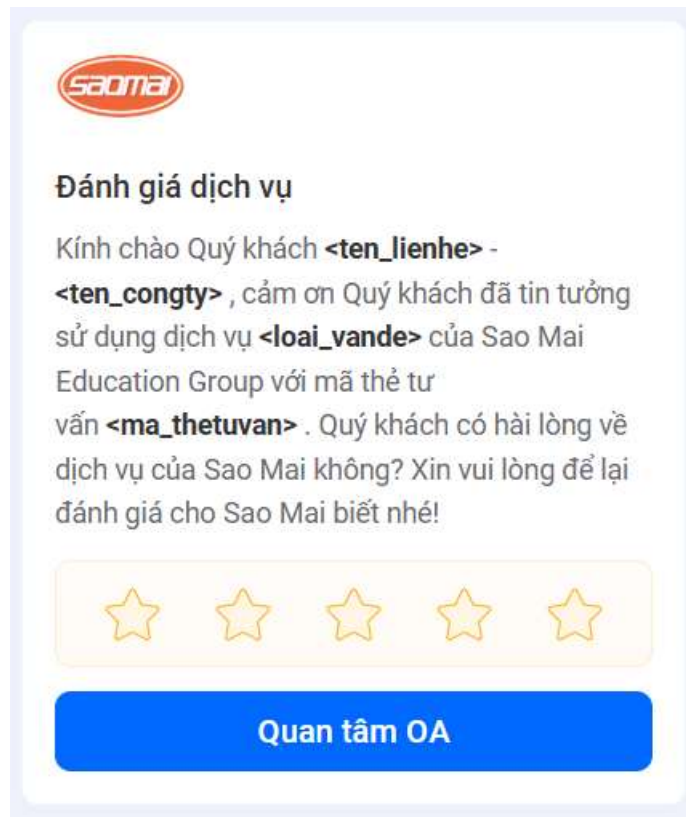 saomai
Đánh giá dịch vụ
Kính chào Quý khách <ten_lienhe> -
<ten_congty> , cảm ơn Quý khách đã tin tưởng
sử dụng dịch vụ <loai_vande> của Sao Mai
Education Group với mã thẻ tư
vấn <ma_thetuvan> . Quý khách có hài lòng về
dịch vụ của Sao Mai không? Xin vui lòng để lại
đánh giá cho Sao Mai biết nhé!
Quan tâm OA